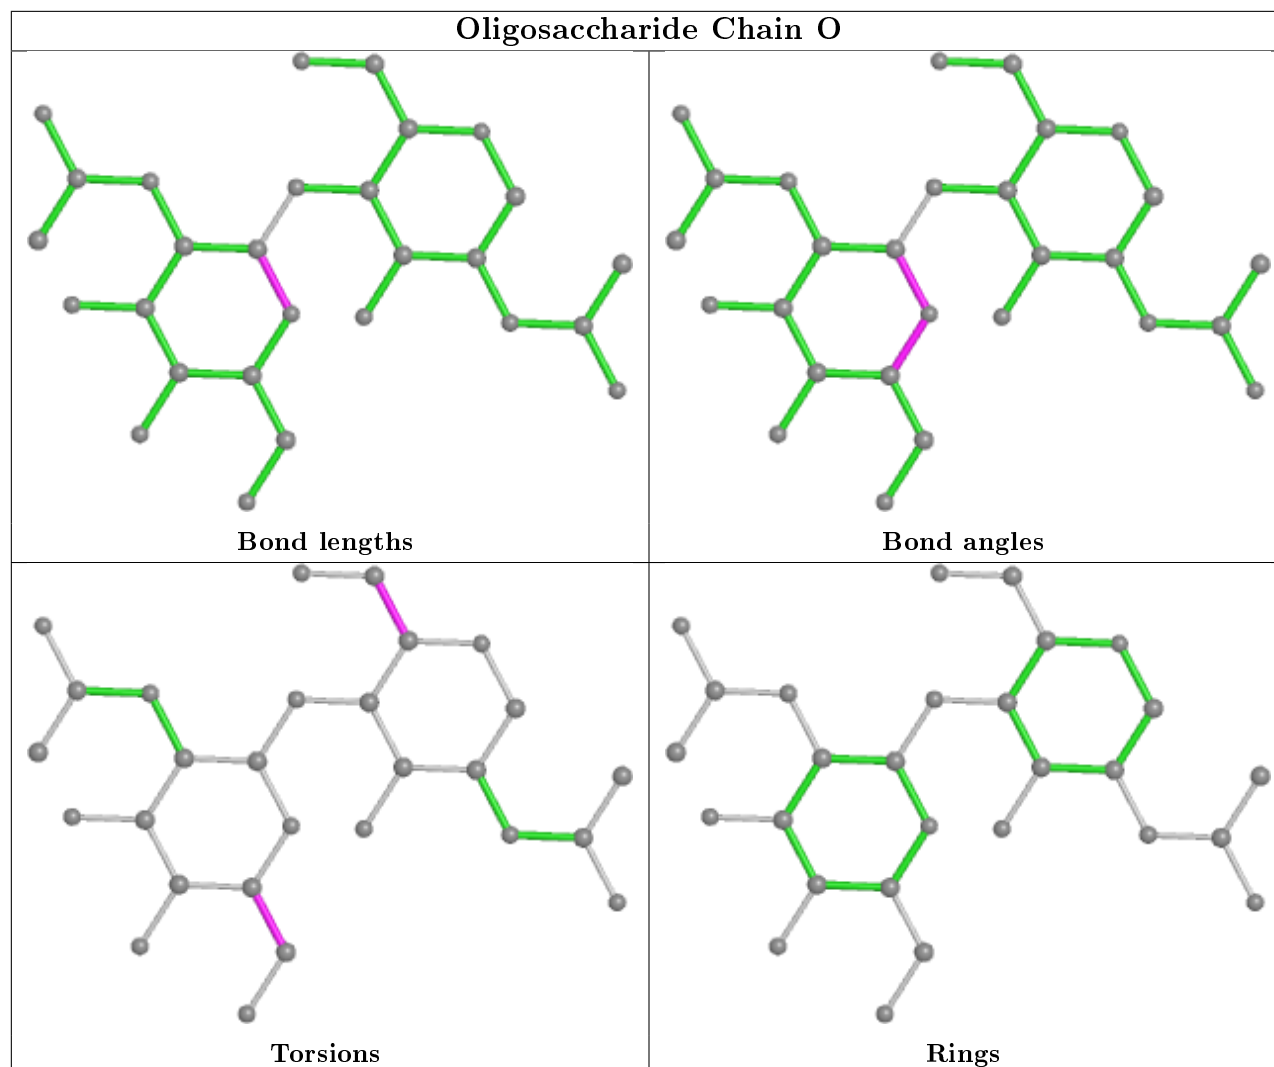 Oligosaccharide Chain O
Bond lengths
Bond angles
Torsions
Rings